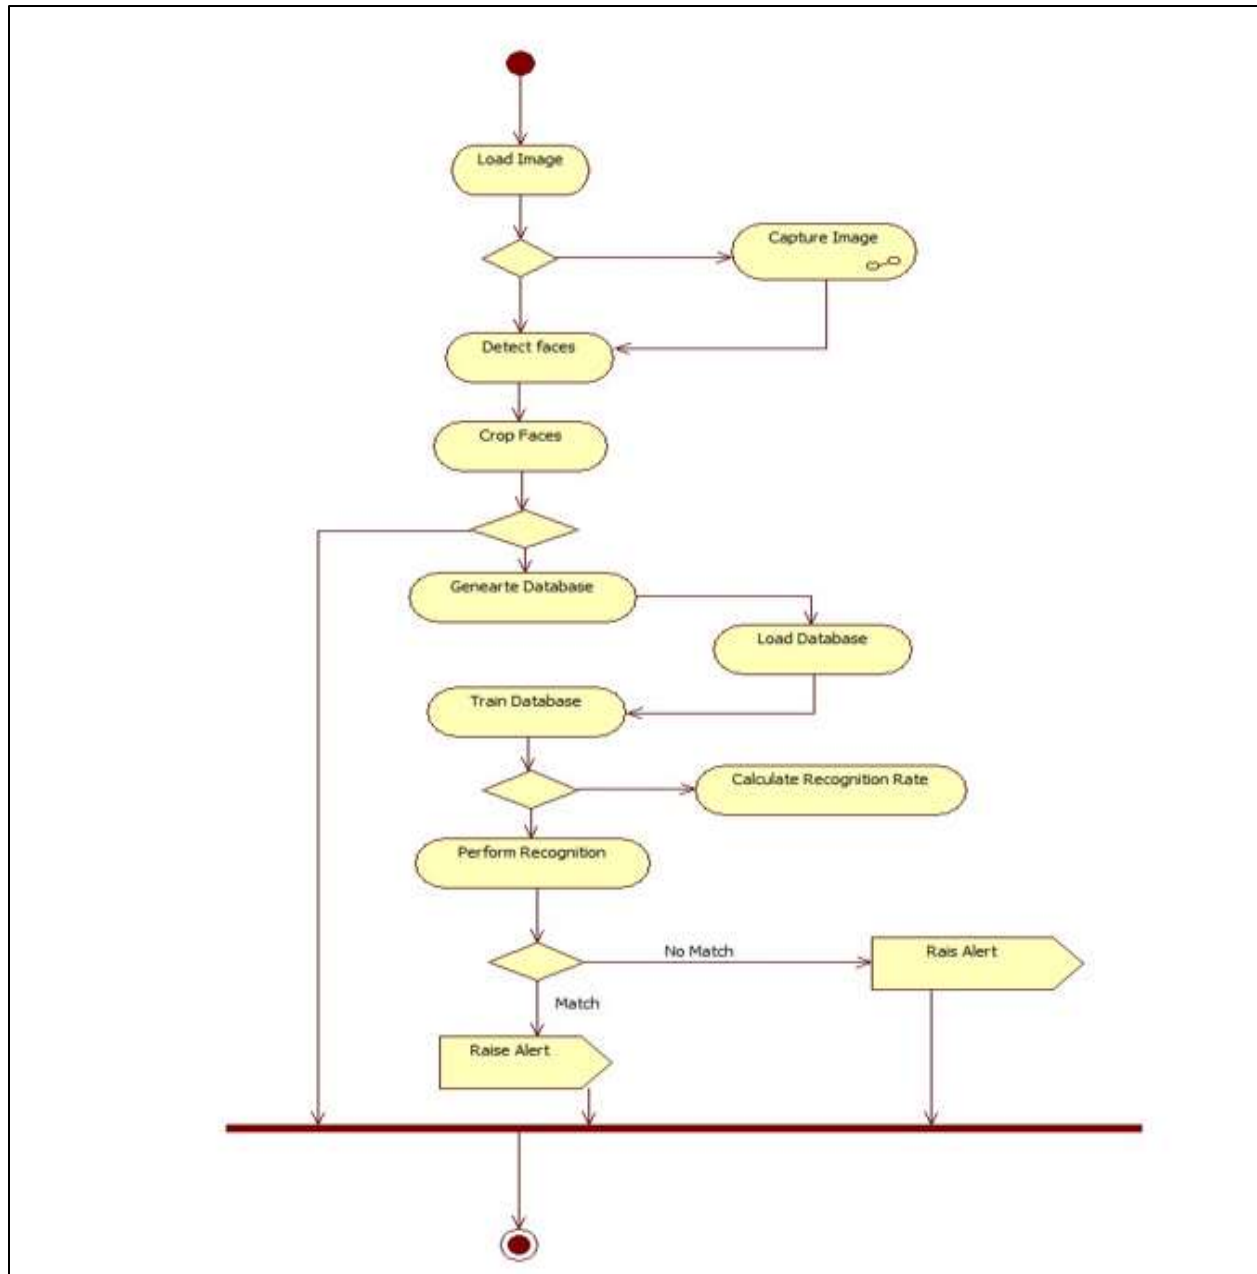 Load Image
Capture Image
Detect faces
Crop Faces
Genearte Database
Load Database
Train Database
Calculate Recognition Rate
Perform Recognition
No Match
Rais Alert
Match
Raise Alert